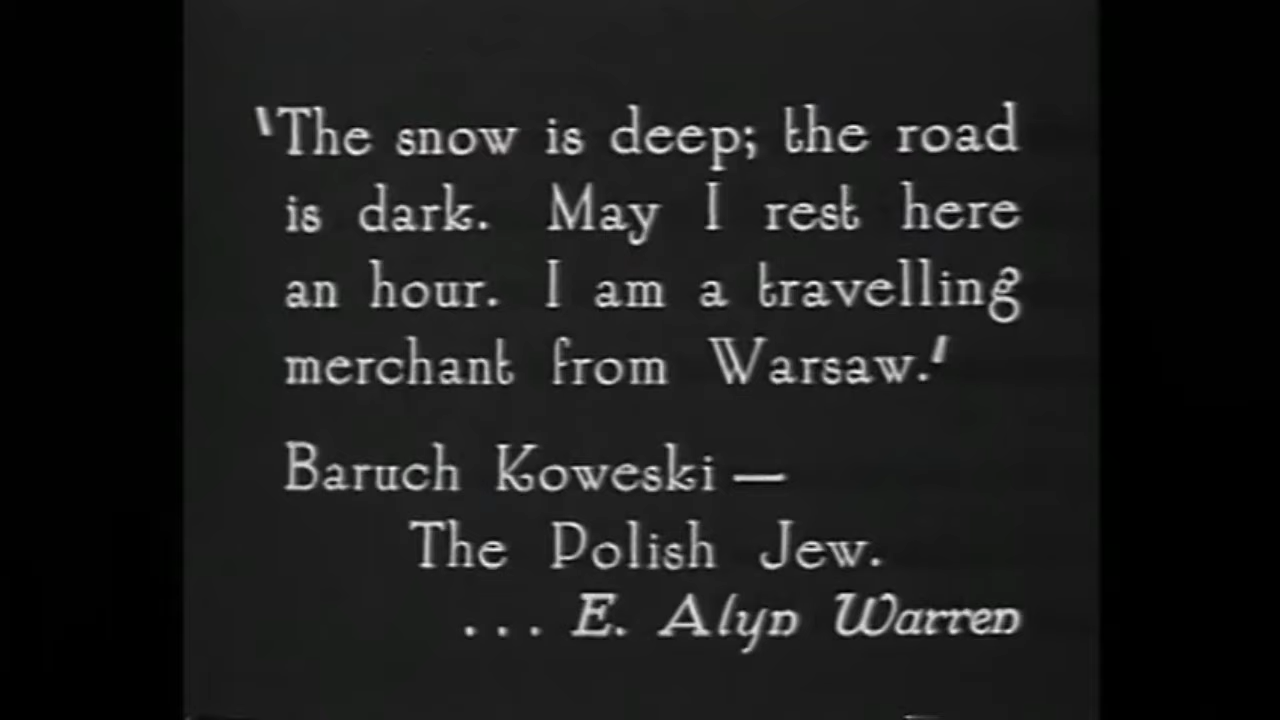 "The snow is deep; the road
is dark. May I rest here
an hour. I am a travelling
merchant from Warsaw."
Baruch Koweski —
The Polish Jew.
... E. Alyn Warren